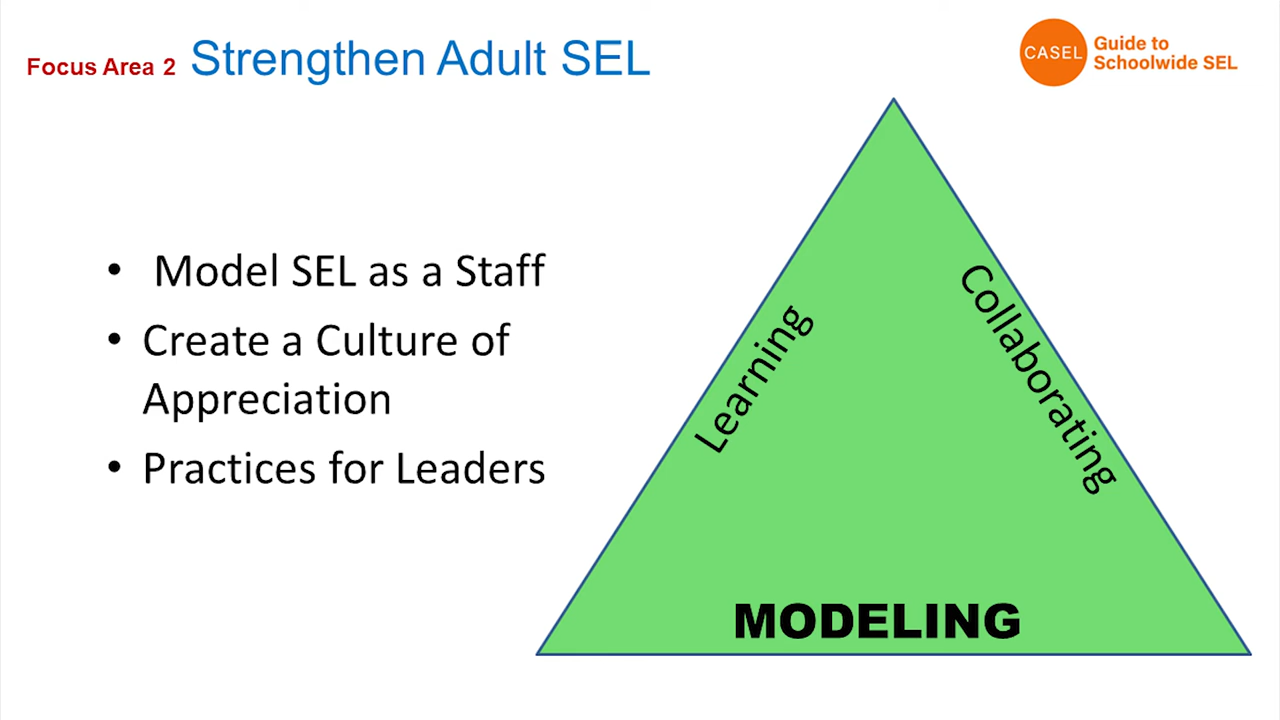 Focus Area 2 Strengthen Adult SEL
CASEL
Guide to
Schoolwide SEL
• Model SEL as a Staff
• Create a Culture of
Appreciation
• Practices for Leaders
Learning
Collaborating
MODELING